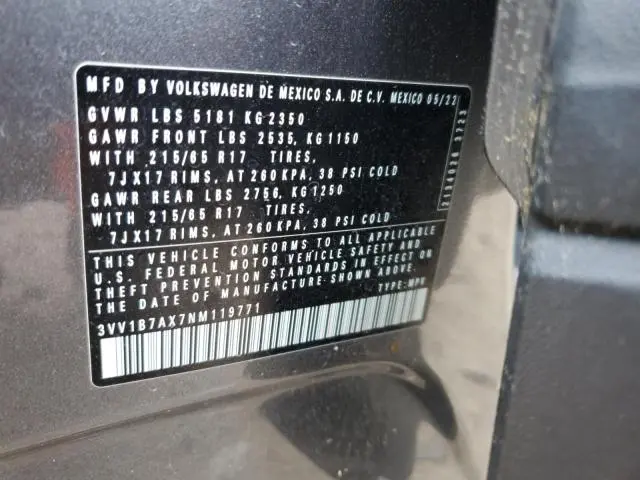 MFD BY VOLKSWAGEN DE MEXICO S.A. DE C.V. MEXICO 05/22
GVWR LBS 5181 KG 2350
GAWR FRONT LBS 2535, KG 1150
WITH 215/65 R17 TIRES,
7JX17 RIMS, AT 260 KPA, 38 PSI COLD
GAWR REAR LBS 2756, KG 1250
WITH 215/65 R17 TIRES,
7JX17 RIMS, AT 260 KPA, 38 PSI COLD
THIS VEHICLE CONFORMS TO ALL APPLICABLE
U.S. FEDERAL MOTOR VEHICLE SAFETY AND
THEFT PREVENTION STANDARDS IN EFFECT ON
THE DATE OF MANUFACTURE SHOWN ABOVE.
3VV1B7AX7NM119771 TYPE: MPV